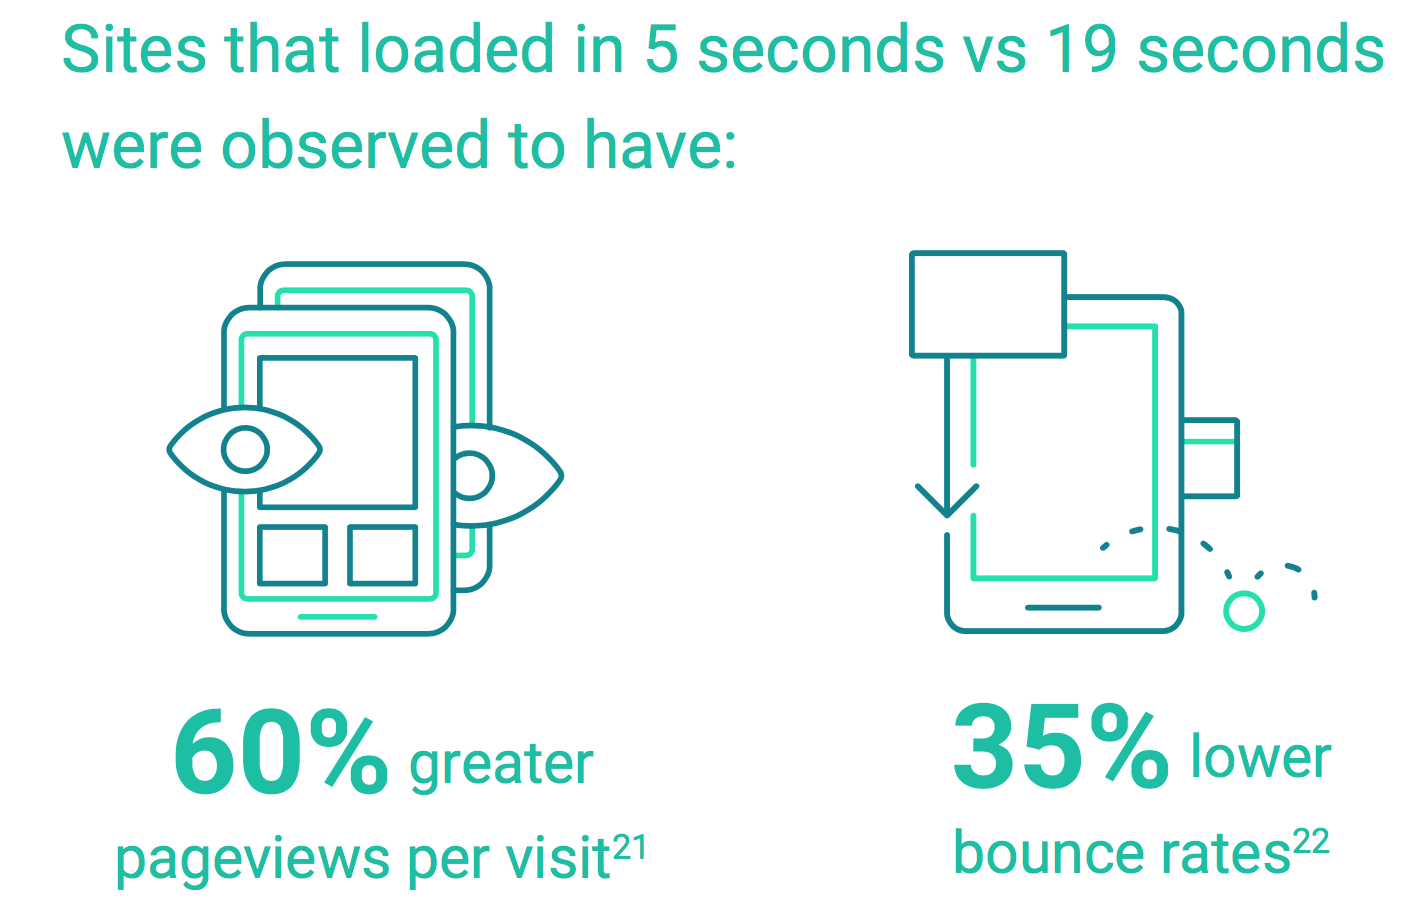 Sites that loaded in 5 seconds vs 19 seconds
were observed to have:
60% greater
pageviews per visit²¹
35% lower
bounce rates²²